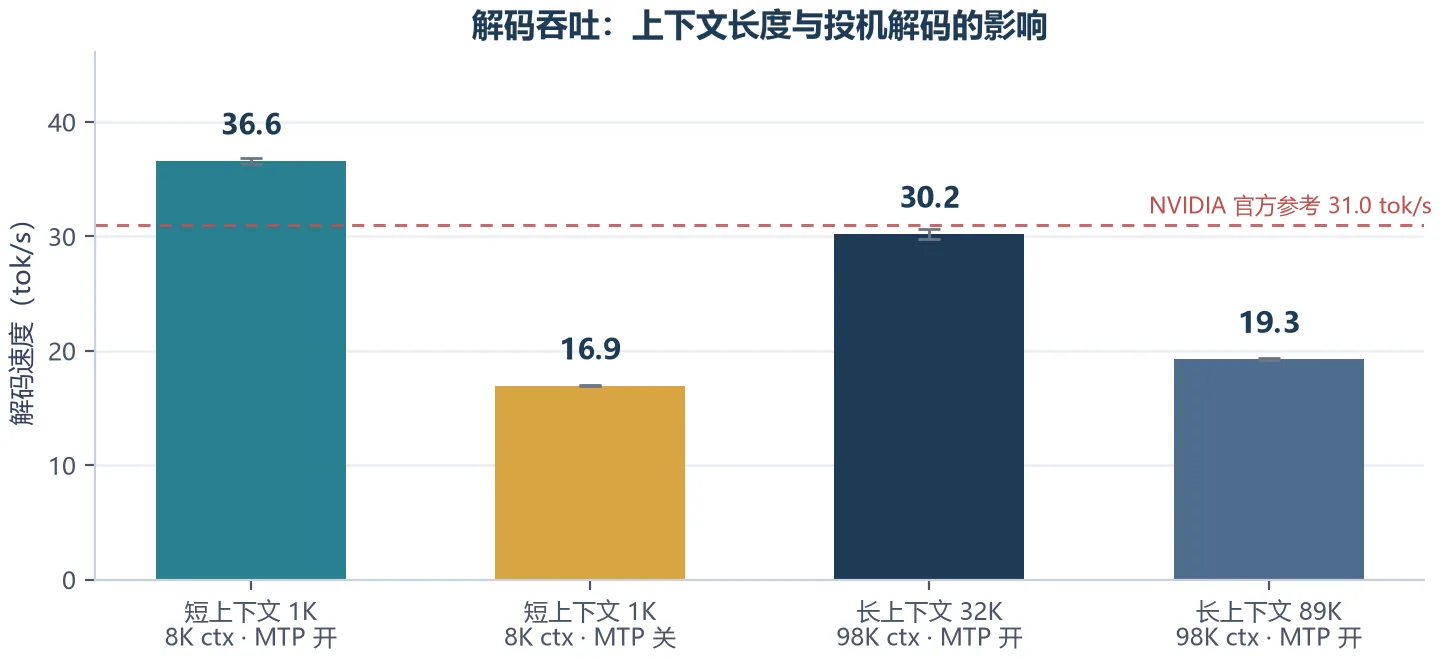 解码吞吐：上下文长度与投机解码的影响
解码速度（tok/s）
40
30
20
10
0
36.6
16.9
30.2
19.3
NVIDIA 官方参考 31.0 tok/s
短上下文 1K
8K ctx · MTP 开
短上下文 1K
8K ctx · MTP 关
长上下文 32K
98K ctx · MTP 开
长上下文 89K
98K ctx · MTP 开